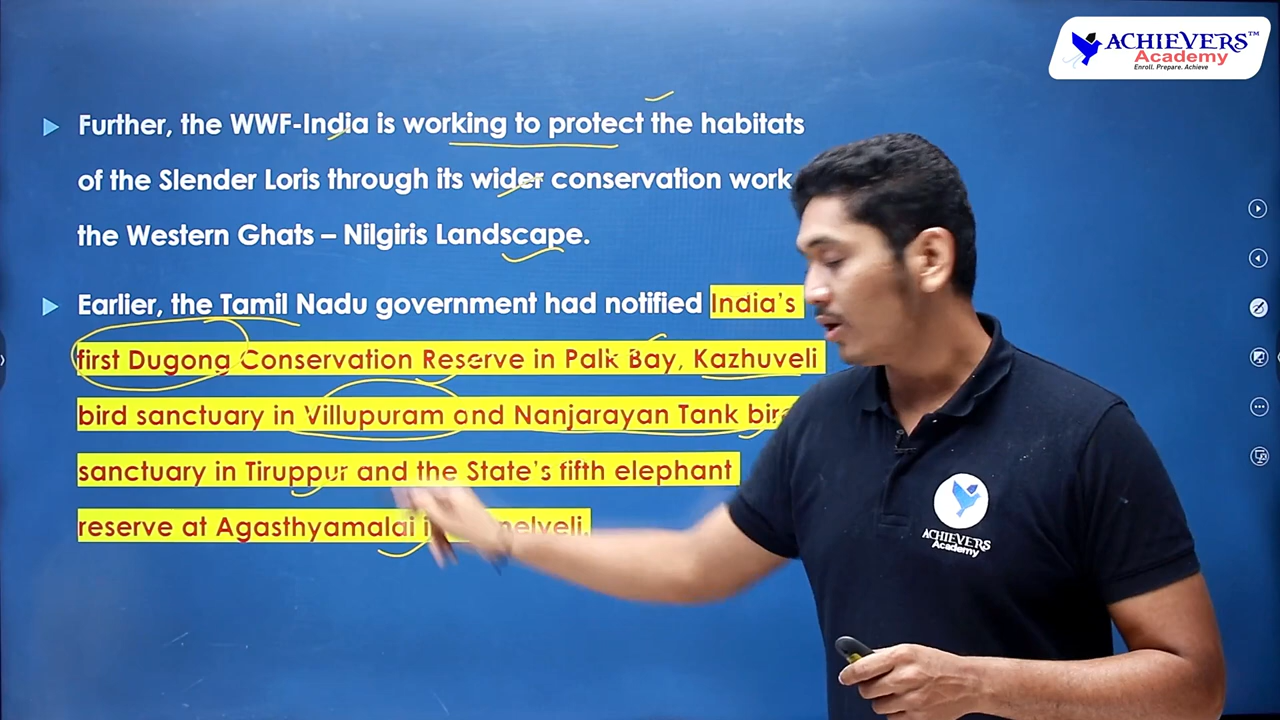 ACHIEVERS™
Academy
Enroll. Prepare. Achieve
Further, the WWF-India is working to protect the habitats
of the Slender Loris through its wider conservation work
the Western Ghats – Nilgiris Landscape.
Earlier, the Tamil Nadu government had notified India's
first Dugong Conservation Reserve in Palk Bay, Kazhuveli
bird sanctuary in Villupuram and Nanjarayan Tank bird
sanctuary in Tiruppur and the State's fifth elephant
reserve at Agasthyamalai
ACHIEVERS
Academy